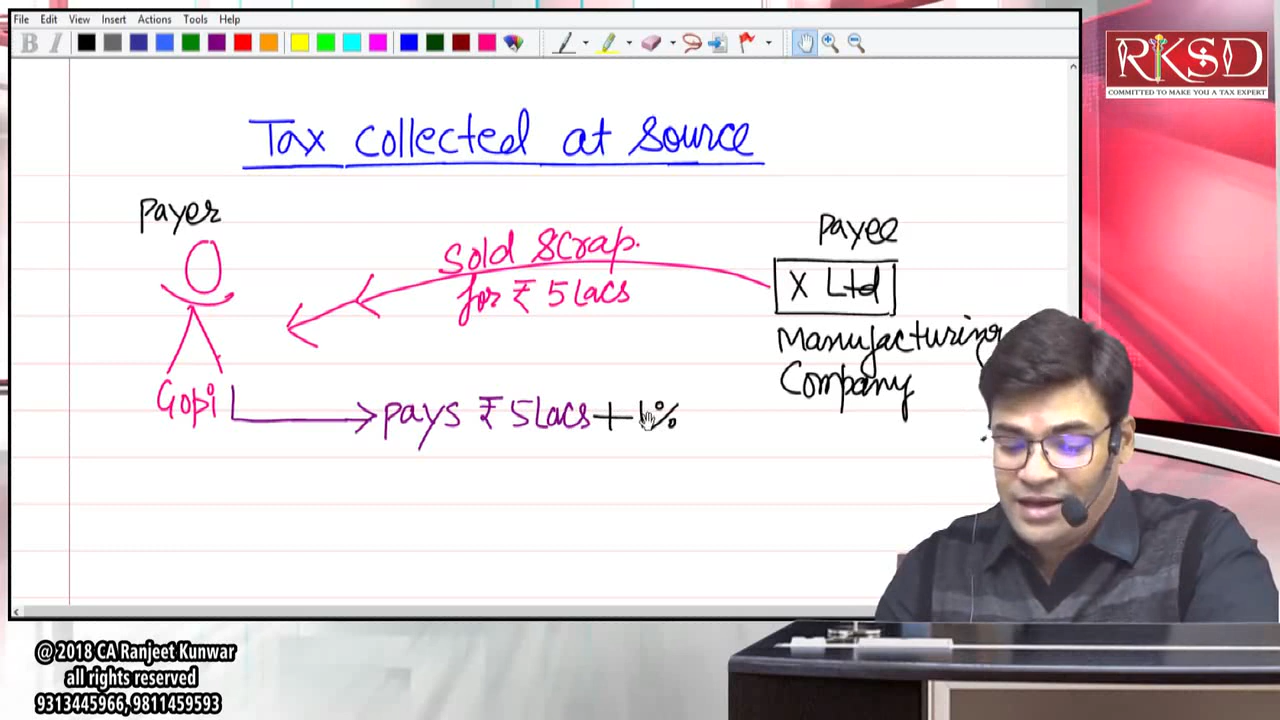 File Edit View Insert Actions Tools Help
B I
RKSD
COMMITTED TO MAKE YOU A TAX EXPERT
Tax collected at source
Payer
Payee
Sold Scrap.
for ₹ 5 Lacs
X Ltd
Manufacturing
Company
Gopi
pays ₹ 5 Lacs + 1%
@ 2018 CA Ranjeet Kunwar
all rights reserved
9313445966, 9811459593